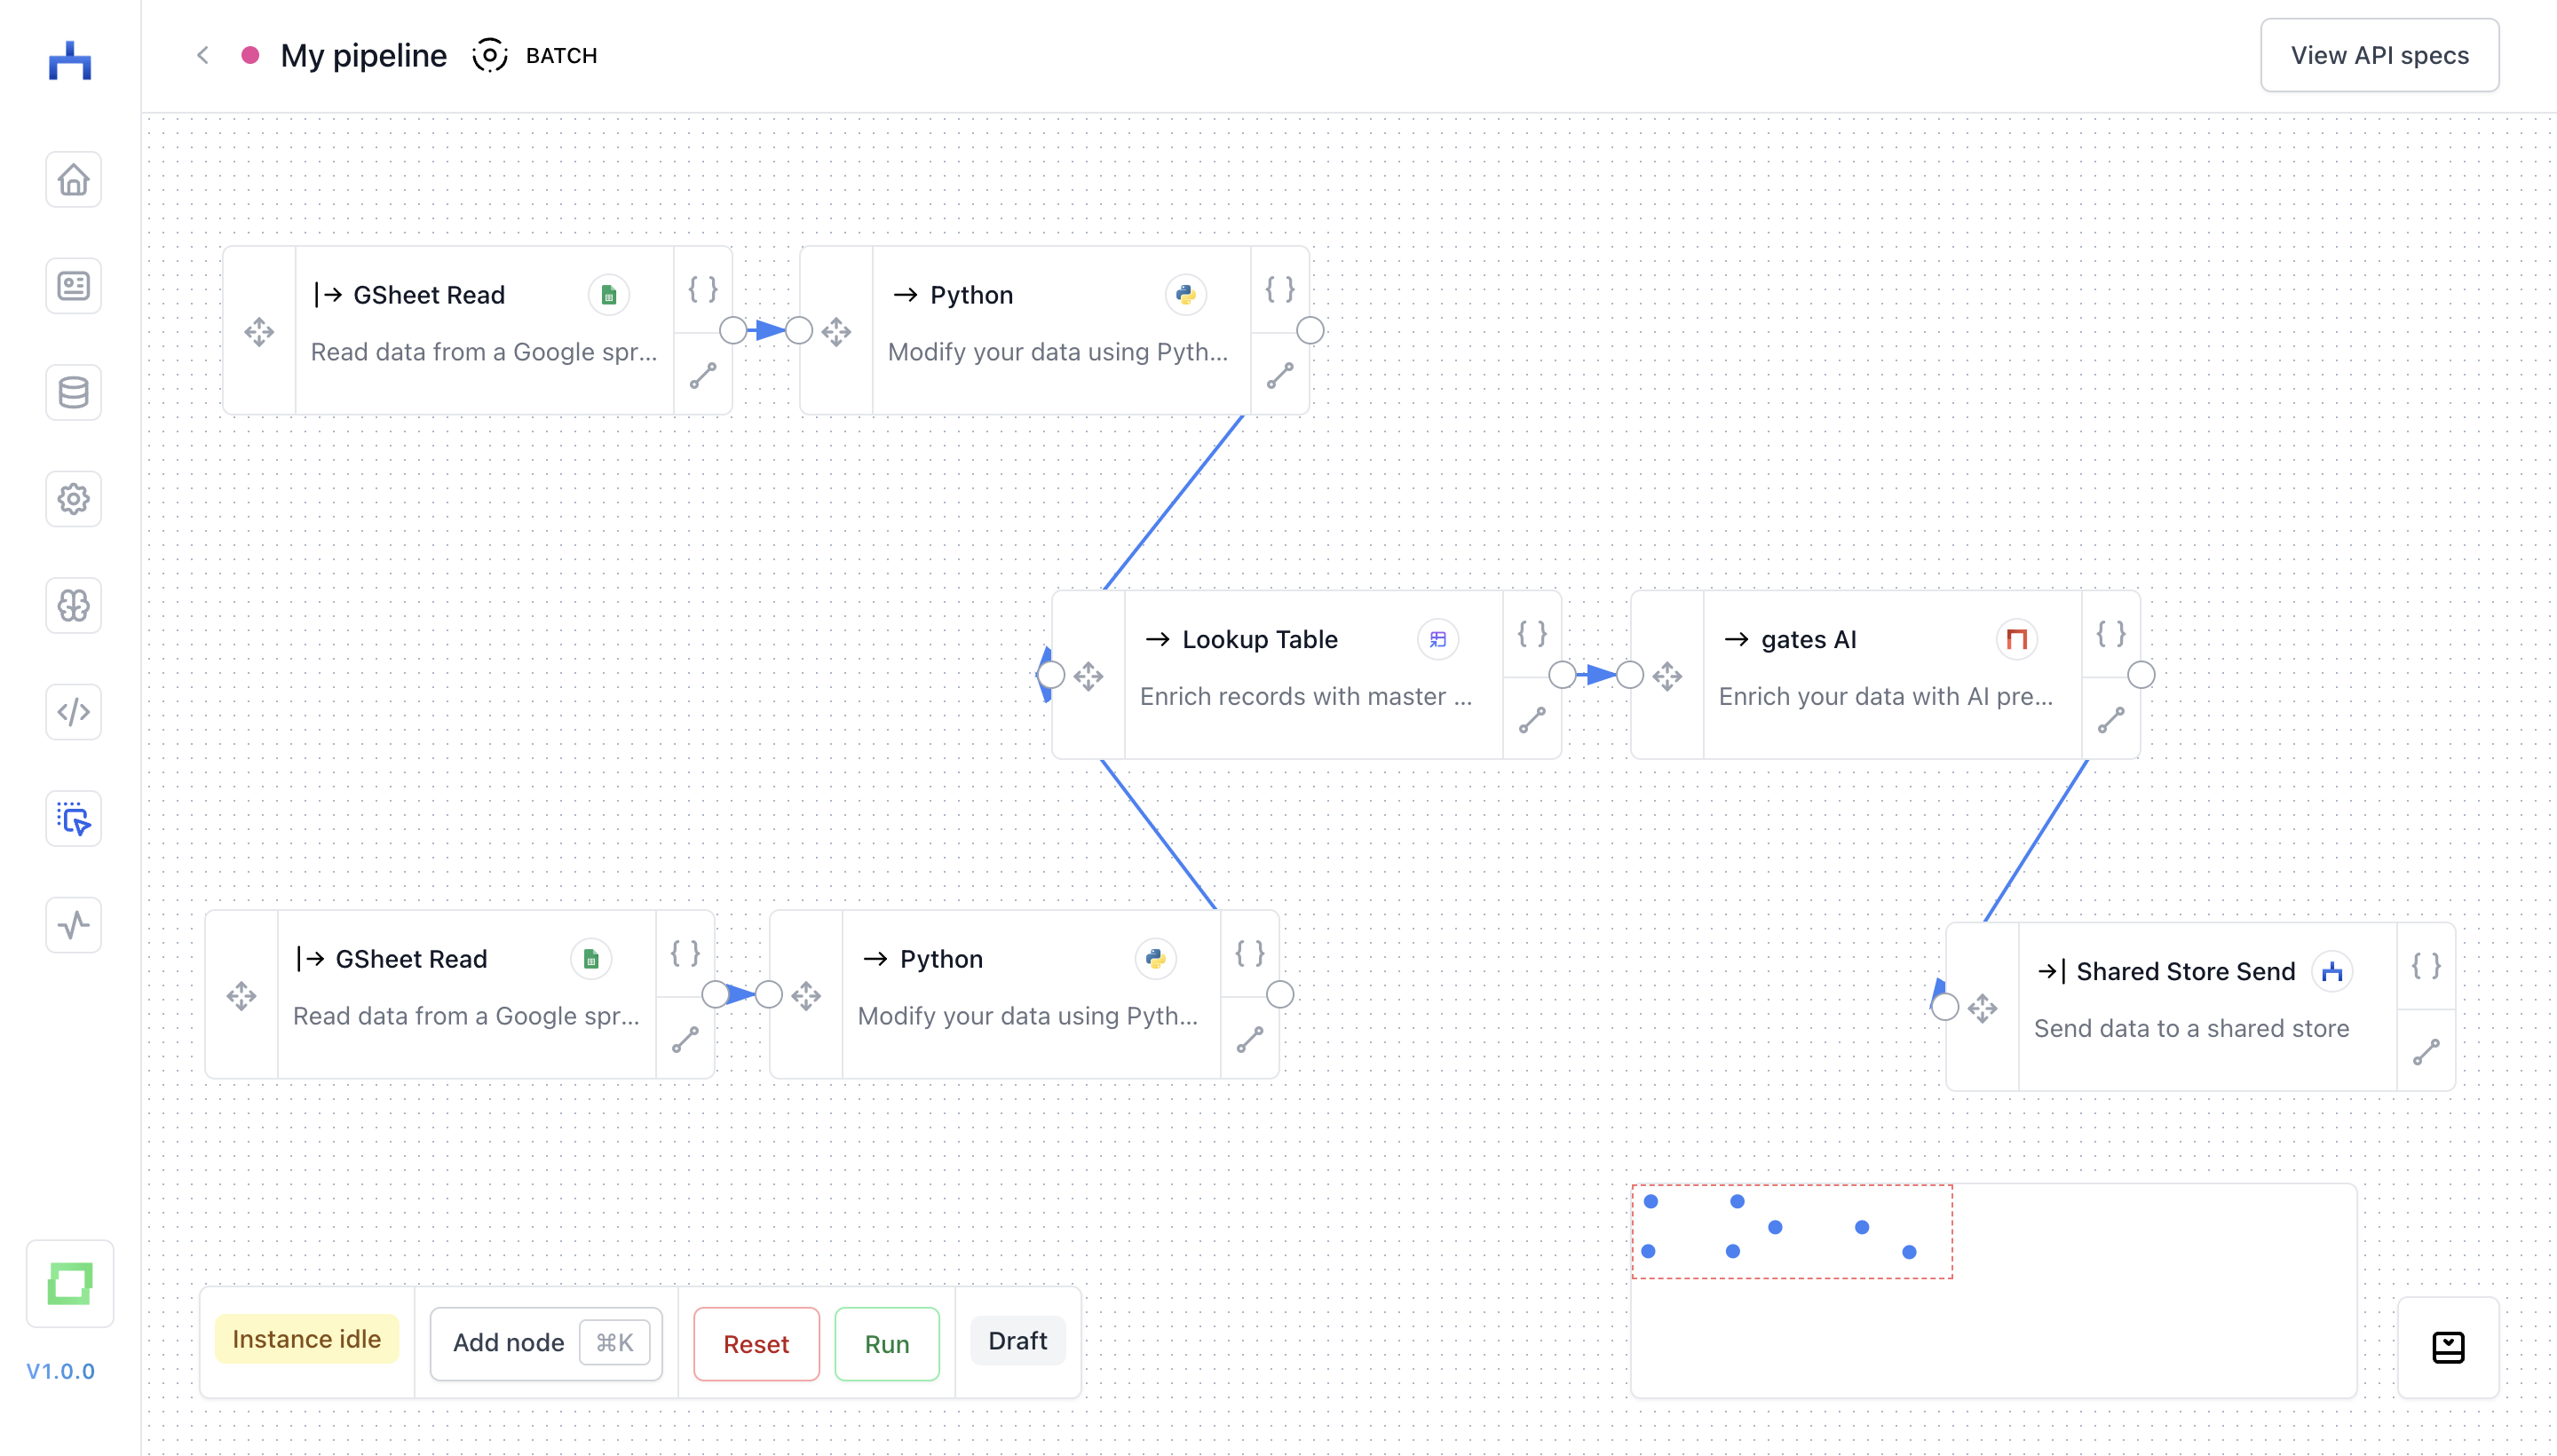 My pipeline
BATCH
View API specs
GSheet Read
Read data from a Google spr...
{ }
Python
Modify your data using Pyth...
{ }
Lookup Table
Enrich records with master ...
{ }
gates AI
Enrich your data with AI pre...
{ }
GSheet Read
Read data from a Google spr...
{ }
Python
Modify your data using Pyth...
{ }
Shared Store Send
Send data to a shared store
{ }
Instance idle
Add node ⌘K
Reset
Run
Draft
V1.0.0